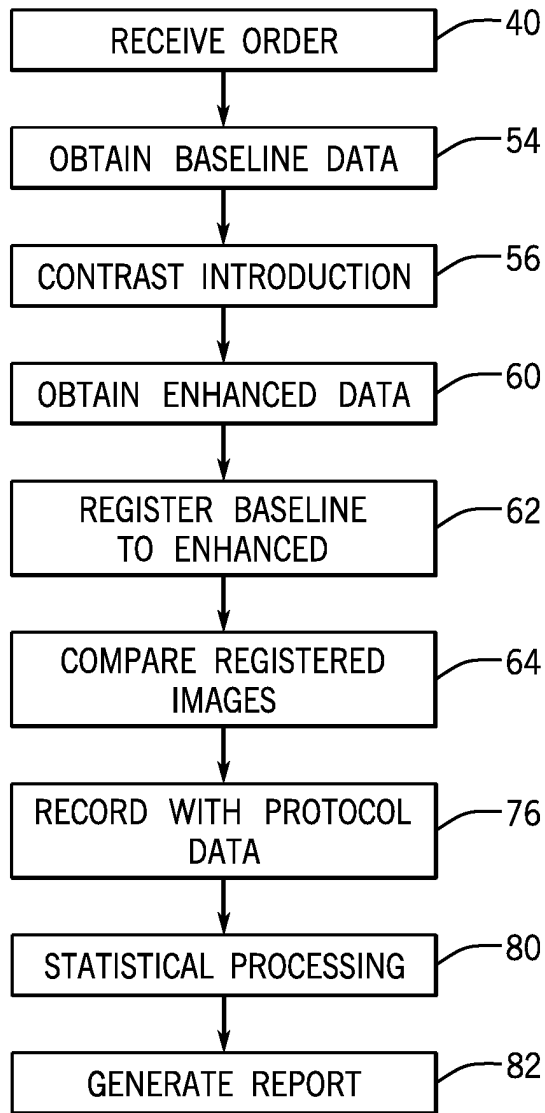 RECEIVE ORDER
40
OBTAIN BASELINE DATA
54
CONTRAST INTRODUCTION
56
OBTAIN ENHANCED DATA
60
REGISTER BASELINE
TO ENHANCED
62
COMPARE REGISTERED
IMAGES
64
RECORD WITH PROTOCOL
DATA
76
STATISTICAL PROCESSING
80
GENERATE REPORT
82